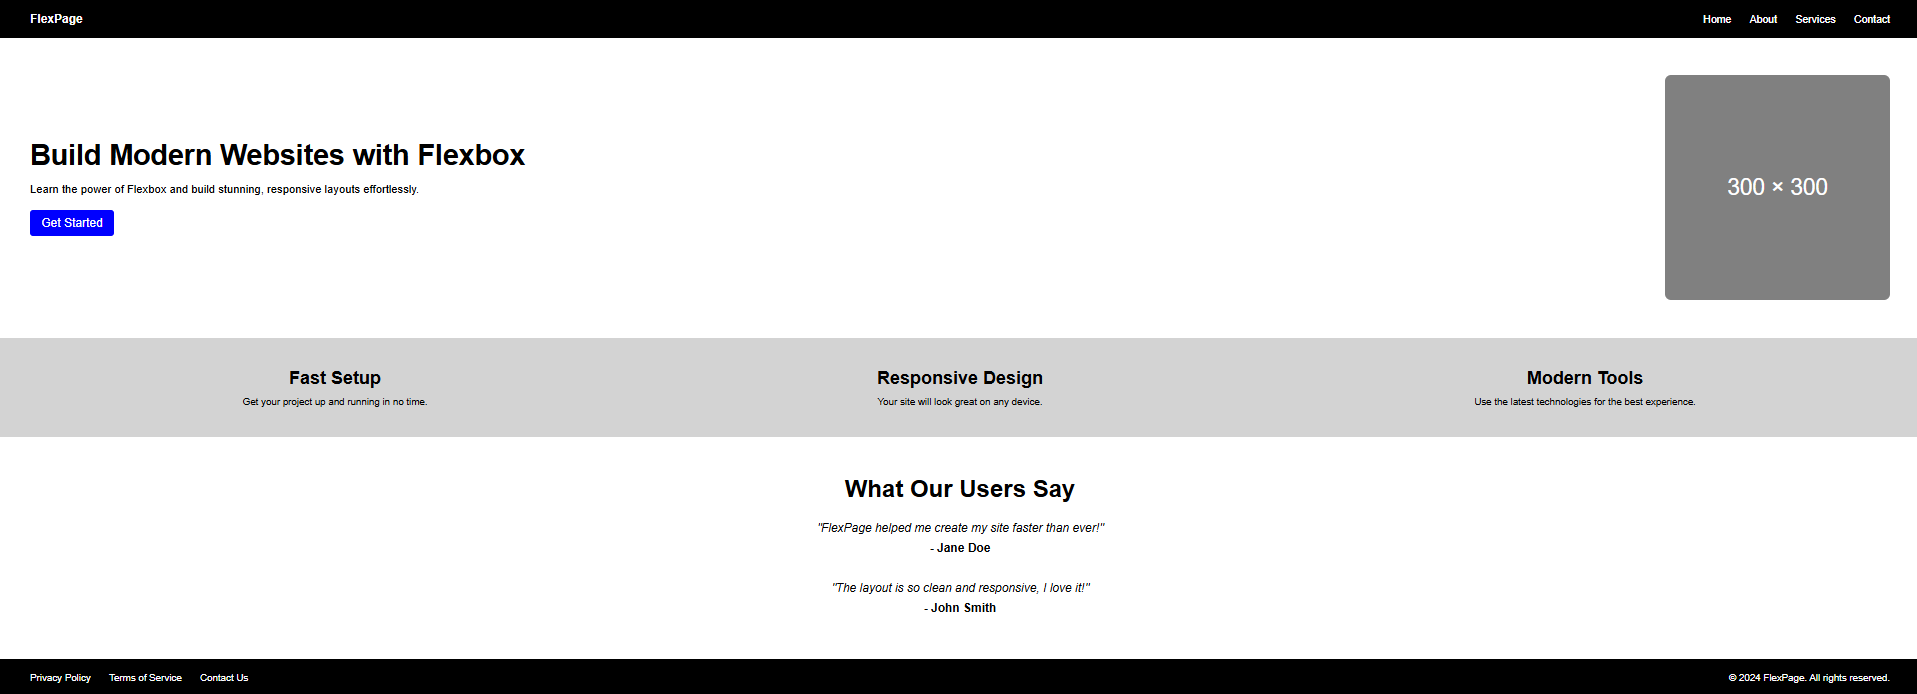 FlexPage
Home About Services Contact
Build Modern Websites with Flexbox
Learn the power of Flexbox and build stunning, responsive layouts effortlessly.
Get Started
300 × 300
Fast Setup
Get your project up and running in no time.
Responsive Design
Your site will look great on any device.
Modern Tools
Use the latest technologies for the best experience.
What Our Users Say
"FlexPage helped me create my site faster than ever!"
- Jane Doe
"The layout is so clean and responsive, I love it!"
- John Smith
Privacy Policy Terms of Service Contact Us
© 2024 FlexPage. All rights reserved.